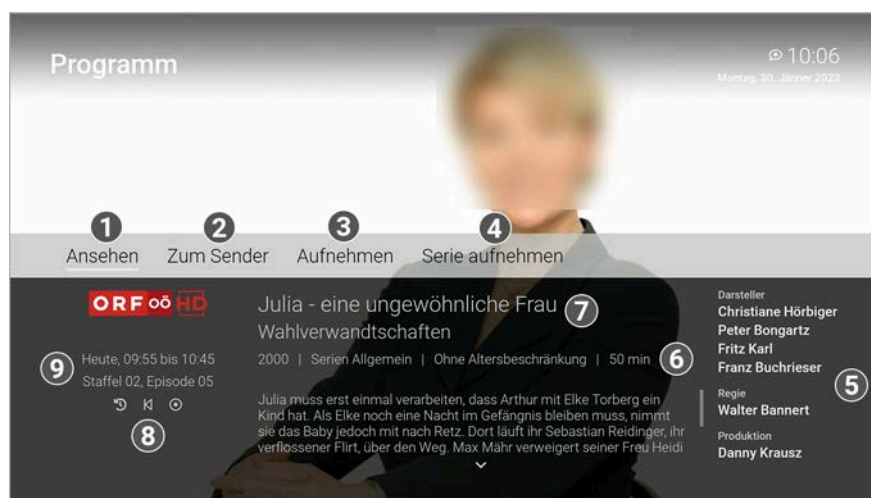 Programm
10:06
Montag, 30. Jänner 2023
1
2
3
4
Ansehen
Zum Sender
Aufnehmen
Serie aufnehmen
ORF oö HD
9
Heute, 09:55 bis 10:45
Staffel 02, Episode 05
8
Julia - eine ungewöhnliche Frau
7
Wahlverwandtschaften
2000 | Serien Allgemein | Ohne Altersbeschränkung | 50 min
6
Julia muss erst einmal verarbeiten, dass Arthur mit Elke Torberg ein
Kind hat. Als Elke noch eine Nacht im Gefängnis bleiben muss, nimmt
sie das Baby jedoch mit nach Retz. Dort läuft ihr Sebastian Reidinger, ihr
verflossener Flirt, über den Weg. Max Mähr verweigert seiner Freu Heidi
Darsteller
Christiane Hörbiger
Peter Bongartz
Fritz Karl
Franz Buchrieser
5
Regie
Walter Bannert
Produktion
Danny Krausz